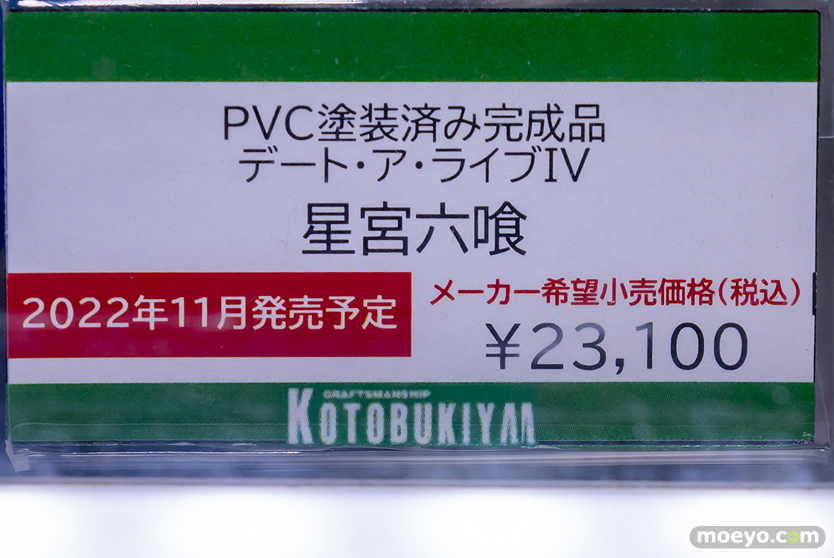 PVC塗装済み完成品
デート・ア・ライブIV
星宮六喰
2022年11月発売予定
メーカー希望小売価格(税込)
¥23,100
CRAFTSMANSHIP
KOTOBUKIYA
moeyo.com